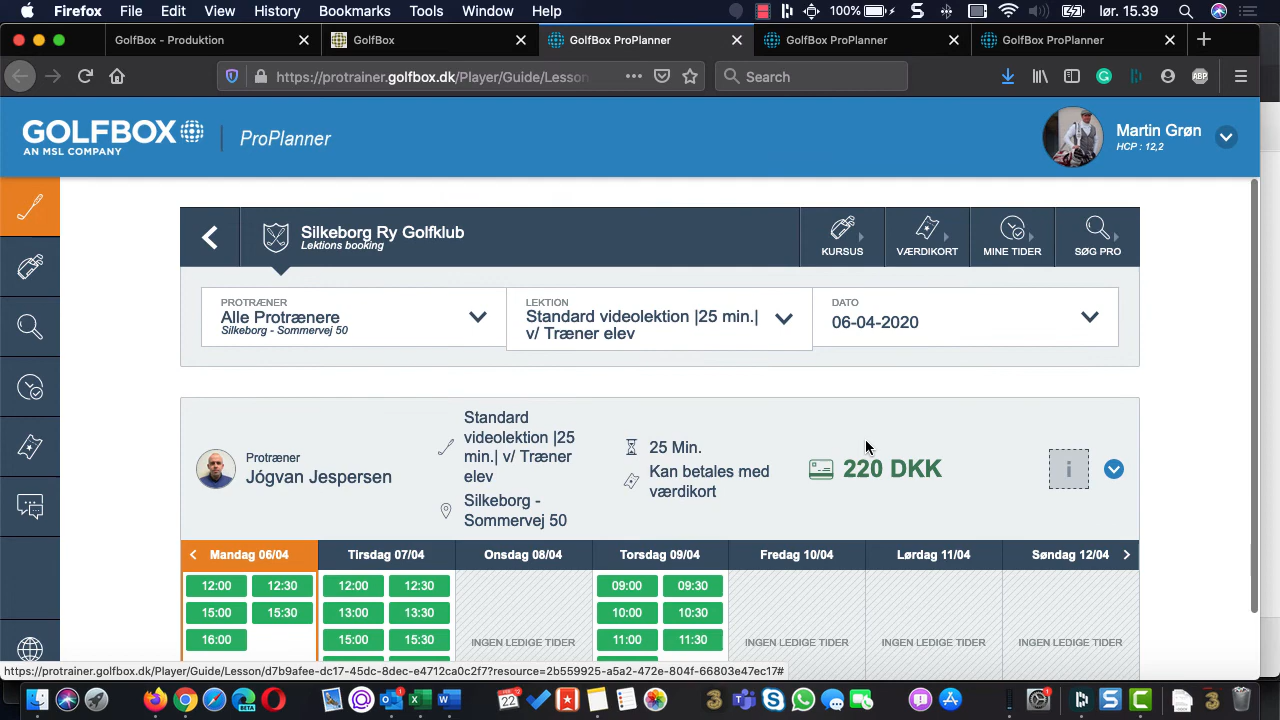 Firefox File Edit View History Bookmarks Tools Window Help 100% lør. 15.39
GolfBox - Produktion GolfBox GolfBox ProPlanner GolfBox ProPlanner GolfBox ProPlanner
https://protrainer.golfbox.dk/Player/Guide/Lesson Search
GOLFBOX
AN MSL COMPANY
ProPlanner
Martin Grøn
HCP : 12,2
Silkeborg Ry Golfklub
Lektions booking
KURSUS VÆRDIKORT MINE TIDER SØG PRO
PROTRÆNER
Alle Protrænere
Silkeborg - Sommervej 50
LEKTION
Standard videolektion |25 min.|
v/ Træner elev
DATO
06-04-2020
Protræner
Jógvan Jespersen
Standard
videolektion |25
min.| v/ Træner
elev
Silkeborg -
Sommervej 50
25 Min.
Kan betales med
værdikort
220 DKK
i
Mandag 06/04 Tirsdag 07/04 Onsdag 08/04 Torsdag 09/04 Fredag 10/04 Lørdag 11/04 Søndag 12/04
12:00 12:30 12:00 12:30 09:00 09:30
15:00 15:30 13:00 13:30 10:00 10:30
16:00 15:00 15:30 INGEN LEDIGE TIDER 11:00 11:30 INGEN LEDIGE TIDER INGEN LEDIGE TIDER INGEN LEDIGE TIDER
https://protrainer.golfbox.dk/Player/Guide/Lesson/d7b9afee-dc17-45dc-8dec-e4712ca0c2f7?resource=2b559925-a5a2-472e-804f-66803e47ec17#